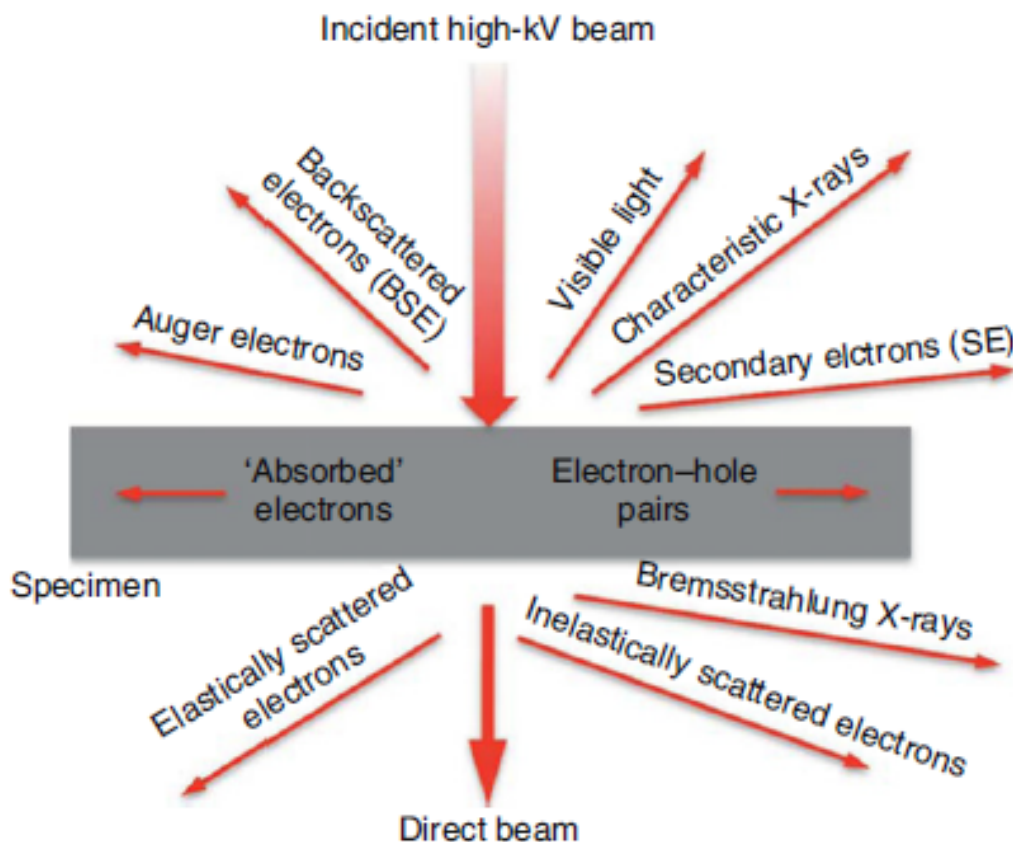 Incident high-kV beam
Backscattered
electrons (BSE)
Visible light
Characteristic X-rays
Auger electrons
Secondary elctrons (SE)
‘Absorbed’
electrons
Electron–hole
pairs
Specimen
Elastically scattered
electrons
Bremsstrahlung X-rays
Inelastically scattered electrons
Direct beam